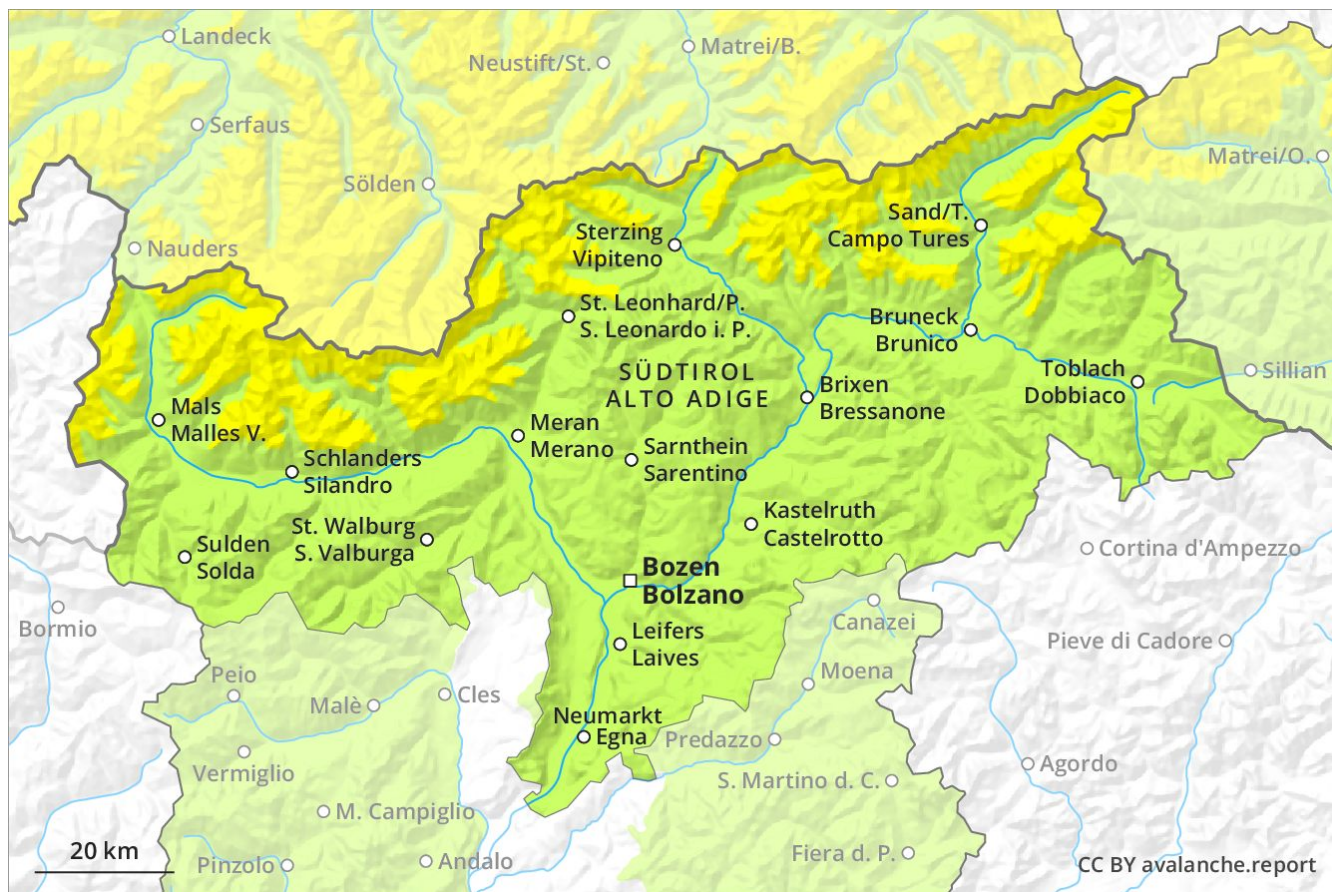 Landeck
Matrei/B.
Neustift/St.
Serfaus
Matrei/O.
Sölden
Sand/T.
Campo Tures
Sterzing
Vipiteno
Nauders
St. Leonhard/P.
S. Leonardo i. P.
Bruneck
Brunico
SÜDTIROL
ALTO ADIGE
Toblach
Dobbiaco
Sillian
Brixen
Bressanone
Mals
Malles V.
Meran
Merano
Schlanders
Silandro
Sarnthein
Sarentino
St. Walburg
S. Valburga
Kastelruth
Castelrotto
Sulden
Solda
Cortina d'Ampezzo
Bozen
Bolzano
Bormio
Canazei
Leifers
Laives
Pieve di Cadore
Peio
Moena
Malè
Cles
Neumarkt
Egna
Predazzo
Vermiglio
Agordo
S. Martino d. C.
M. Campiglio
20 km
Pinzolo
Andalo
Fiera d. P.
CC BY avalanche.report